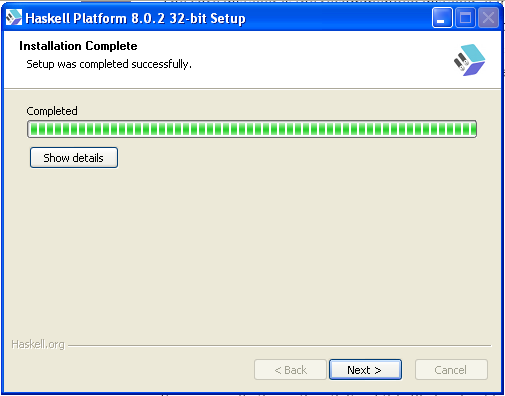 Haskell Platform 8.0.2 32-bit Setup
Installation Complete
Setup was completed successfully.
Completed
Show details
Haskell.org
< Back Next > Cancel